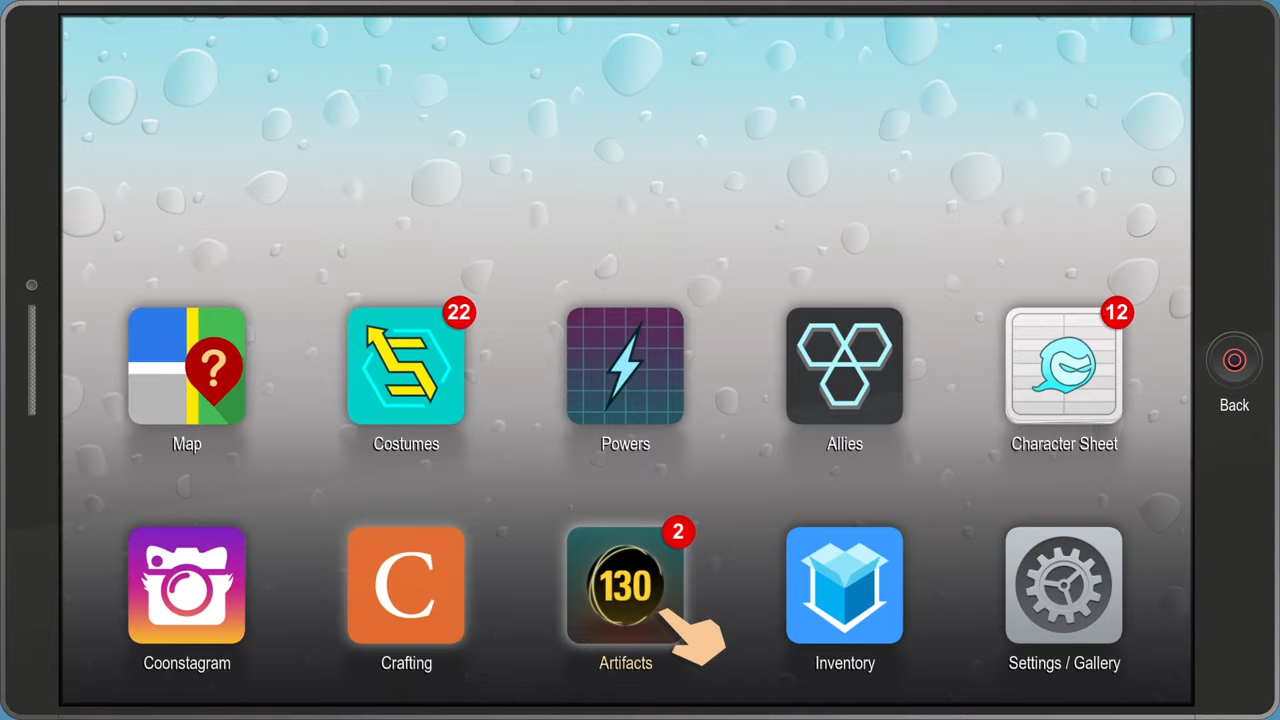 22
12
?
Map
Costumes
Powers
Allies
Character Sheet
Back
2
C
130
Coonstagram
Crafting
Artifacts
Inventory
Settings / Gallery